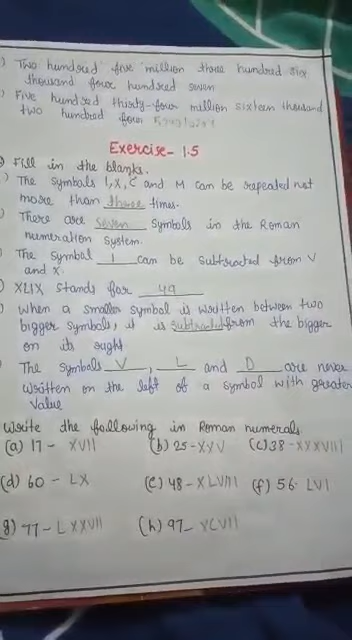 Two hundred five million three hundred six
thousand four hundred seven
Five hundred thirty-four million sixteen thousand
two hundred four
Exercise- 1.5
Fill in the blanks.
The symbols I, X, C and M can be repeated not
more than three times.
There are seven symbols in the Roman
numeration system.
The symbol I can be subtracted from V
and X.
XLIX stands for 49
When a smaller symbol is written between two
bigger symbols, it is subtracted from the bigger
on its right
The symbols V, L and D are never
written on the left of a symbol with greater
value
Write the following in Roman numerals.
(a) 17 - XVII (b) 25 - XXV (c) 38 - XXXVIII
(d) 60 - LX (e) 48 - XLVIII (f) 56 - LVI
g) 77 - LXXVII (h) 97 - XCVII